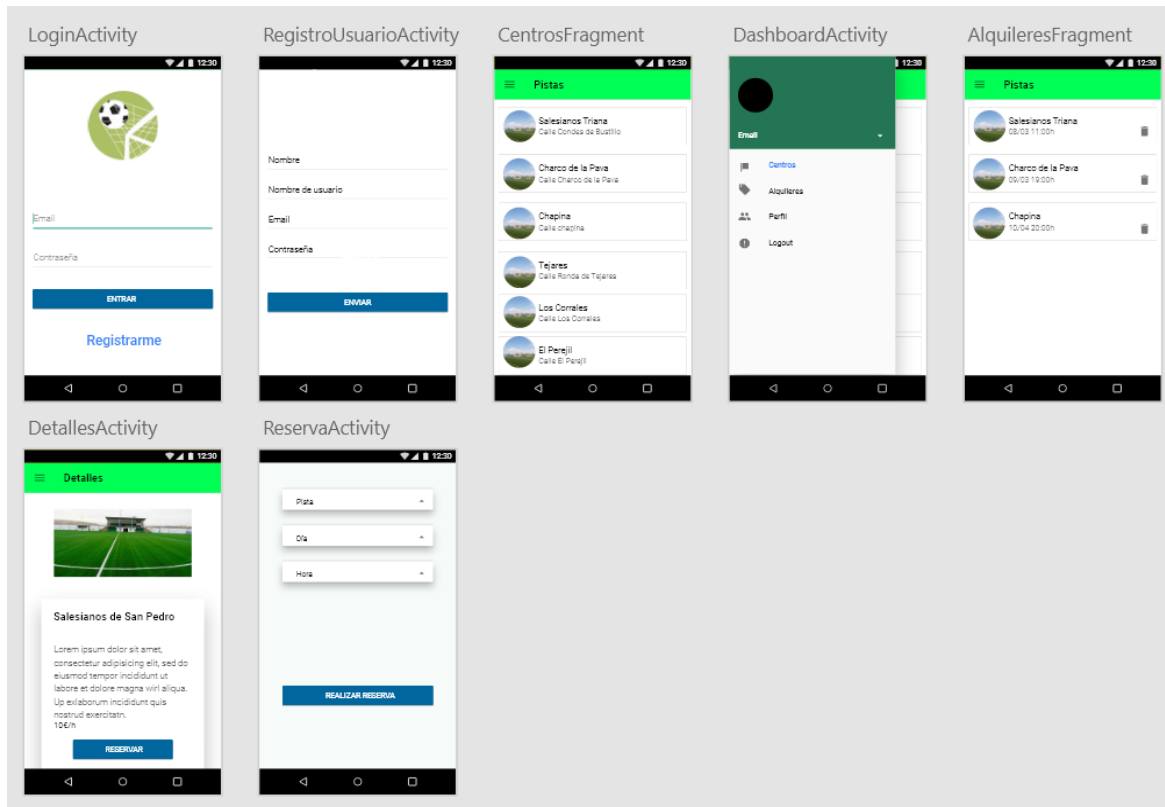 LoginActivity
12:30
Email
Contraseña
ENTRAR
Registrarme
RegistroUsuarioActivity
12:30
Nombre
Nombre de usuario
Email
Contraseña
ENVIAR
CentrosFragment
12:30
Pistas
Salesianos Triana
Calle Condes de Bustillo
Charco de la Pava
Calle Charco de la Pava
Chapina
Calle chapina
Tejares
Calle Ronda de Tejares
Los Corrales
Calle Los Corrales
El Perejil
Calle El Perejil
DashboardActivity
12:30
Email
Centros
Alquileres
Perfil
Logout
AlquileresFragment
12:30
Pistas
Salesianos Triana
08/03 11:00h
Charco de la Pava
09/03 19:00h
Chapina
10/04 20:00h
DetallesActivity
12:30
Detalles
Salesianos de San Pedro
Lorem ipsum dolor sit amet,
consectetur adipisicing elit, sed do
eiusmod tempor incididunt ut
labore et dolore magna wirl aliqua.
Up exlaborum incididunt quis
nostrud exercitatn.
10€/h
RESERVAR
ReservaActivity
12:30
Pista
Día
Hora
REALIZAR RESERVA